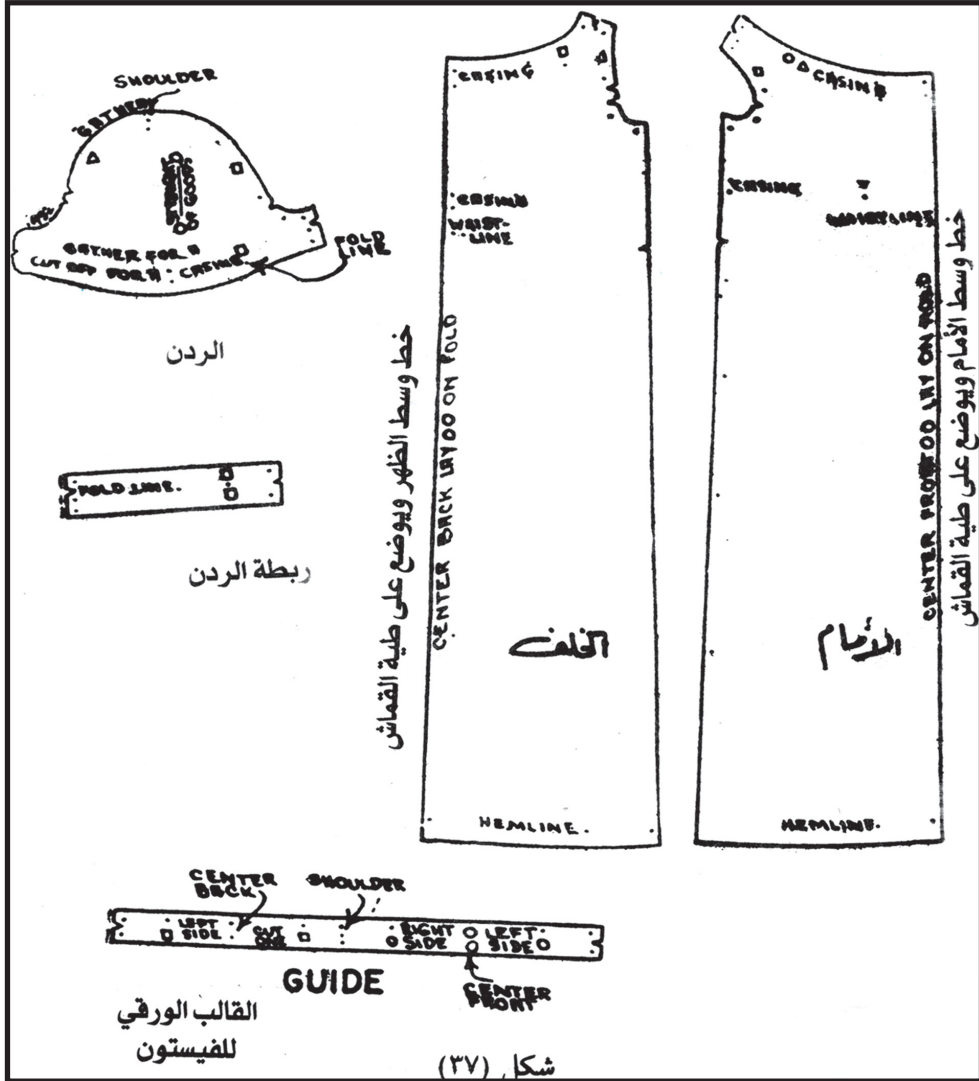 SHOULDER
GATHER
STRAIGHT
OF GOODS
GATHER FOR
CUT OFF FOR
CASING
FOLD
LINE
الردن
FOLD LINE.
ربطة الردن
CASING
CASING
WAIST-
LINE
CENTER BACK LAY ON FOLD
خط وسط الظهر ويوضع على طية القماش
الخلف
HEMLINE.
CASING
CASING
WAISTLINE
CENTER FRONT LAY ON FOLD
خط وسط الأمام ويوضع على طية القماش
الأمام
HEMLINE.
CENTER
BACK
SHOULDER
LEFT
SIDE
CUT
ONE
RIGHT
SIDE
LEFT
SIDE
CENTER
FRONT
GUIDE
القالب الورقي
للفيستون
شكل (٣٧)